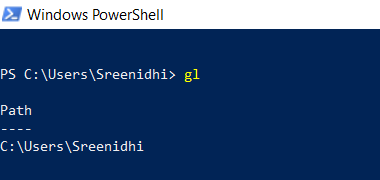 Windows PowerShell
PS C:\Users\Sreenidhi> gl
Path
----
C:\Users\Sreenidhi